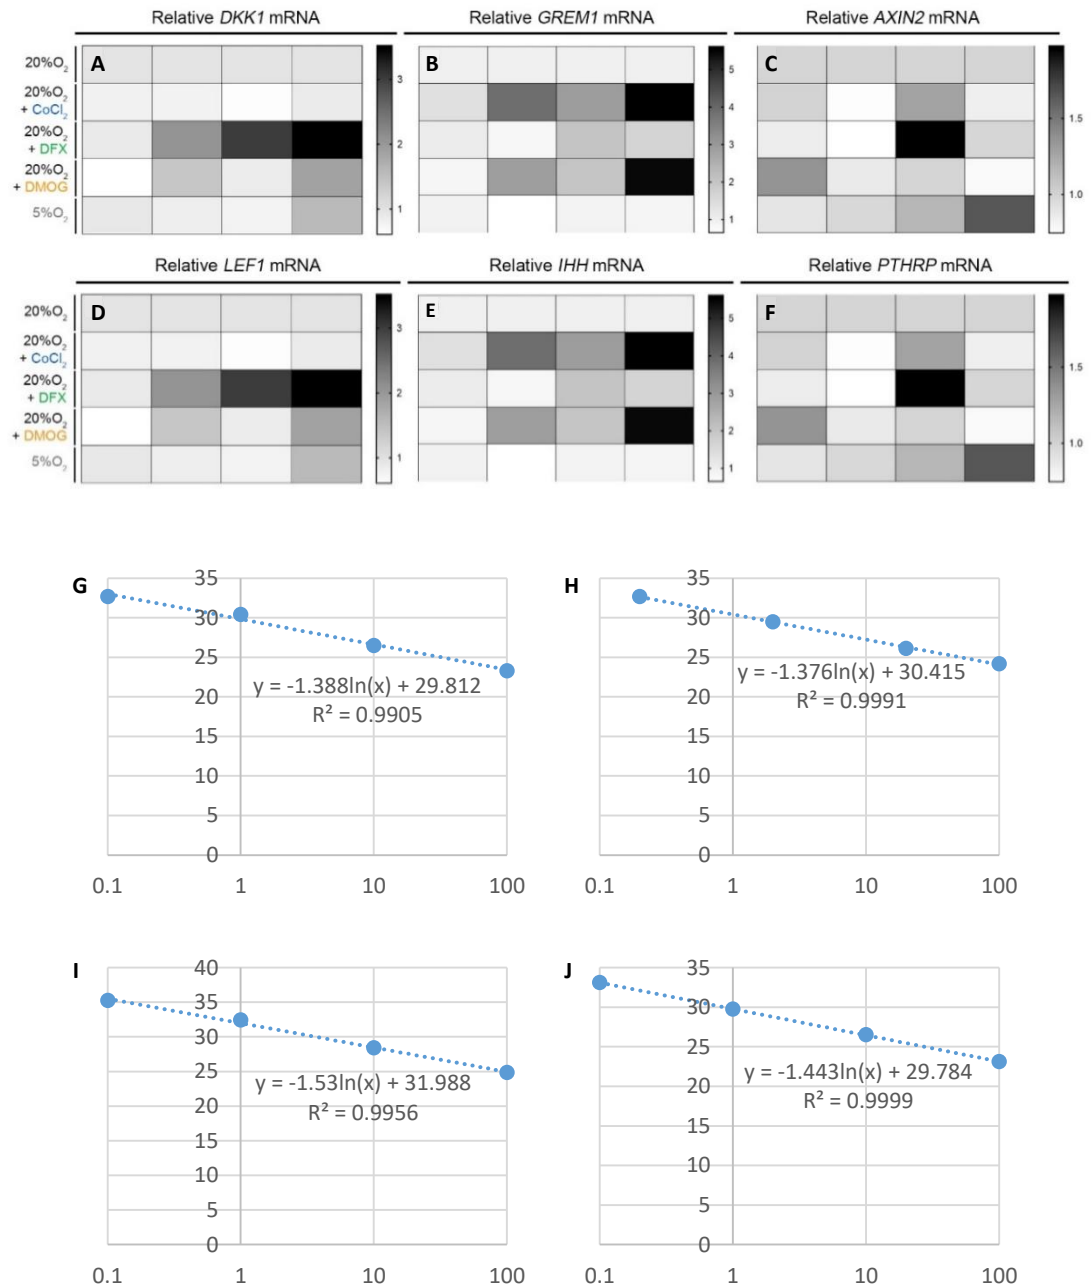 Relative DKK1 mRNA
Relative GREM1 mRNA
Relative AXIN2 mRNA
A
B
C
20%O₂
20%O₂
+ CoCl₂
20%O₂
+ DFX
20%O₂
+ DMOG
5%O₂
3
2
1
5
4
3
2
1
1.5
1.0
Relative LEF1 mRNA
Relative IHH mRNA
Relative PTHRP mRNA
D
E
F
20%O₂
20%O₂
+ CoCl₂
20%O₂
+ DFX
20%O₂
+ DMOG
5%O₂
3
2
1
5
4
3
2
1
1.5
1.0
G
35
30
25
20
15
10
5
0
y = -1.388ln(x) + 29.812
R² = 0.9905
0.1 1 10 100
H
35
30
25
20
15
10
5
0
y = -1.376ln(x) + 30.415
R² = 0.9991
0.1 1 10 100
I
40
35
30
25
20
15
10
5
0
y = -1.53ln(x) + 31.988
R² = 0.9956
0.1 1 10 100
J
35
30
25
20
15
10
5
0
y = -1.443ln(x) + 29.784
R² = 0.9999
0.1 1 10 100